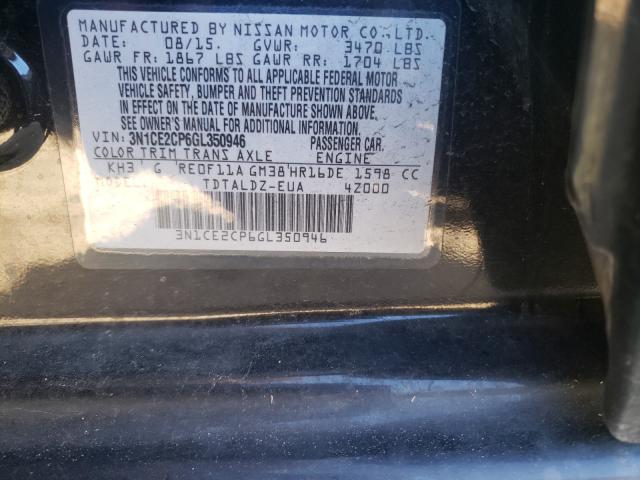 MANUFACTURED BY NISSAN MOTOR CO.,LTD.
DATE: 08/15. GVWR: 3470 LBS
GAWR FR: 1867 LBS GAWR RR: 1704 LBS
THIS VEHICLE CONFORMS TO ALL APPLICABLE FEDERAL MOTOR
VEHICLE SAFETY, BUMPER AND THEFT PREVENTION STANDARDS
IN EFFECT ON THE DATE OF MANUFACTURE SHOWN ABOVE.
SEE OWNER'S MANUAL FOR ADDITIONAL INFORMATION
VIN: 3N1CE2CP6GL350946 PASSENGER CAR.
COLOR TRIM TRANS AXLE ENGINE
KH3 G RE0F11A GM38 HR16DE 1598 CC
MODEL: TDTALDZ-EUA 4Z000
3N1CE2CP6GL350946